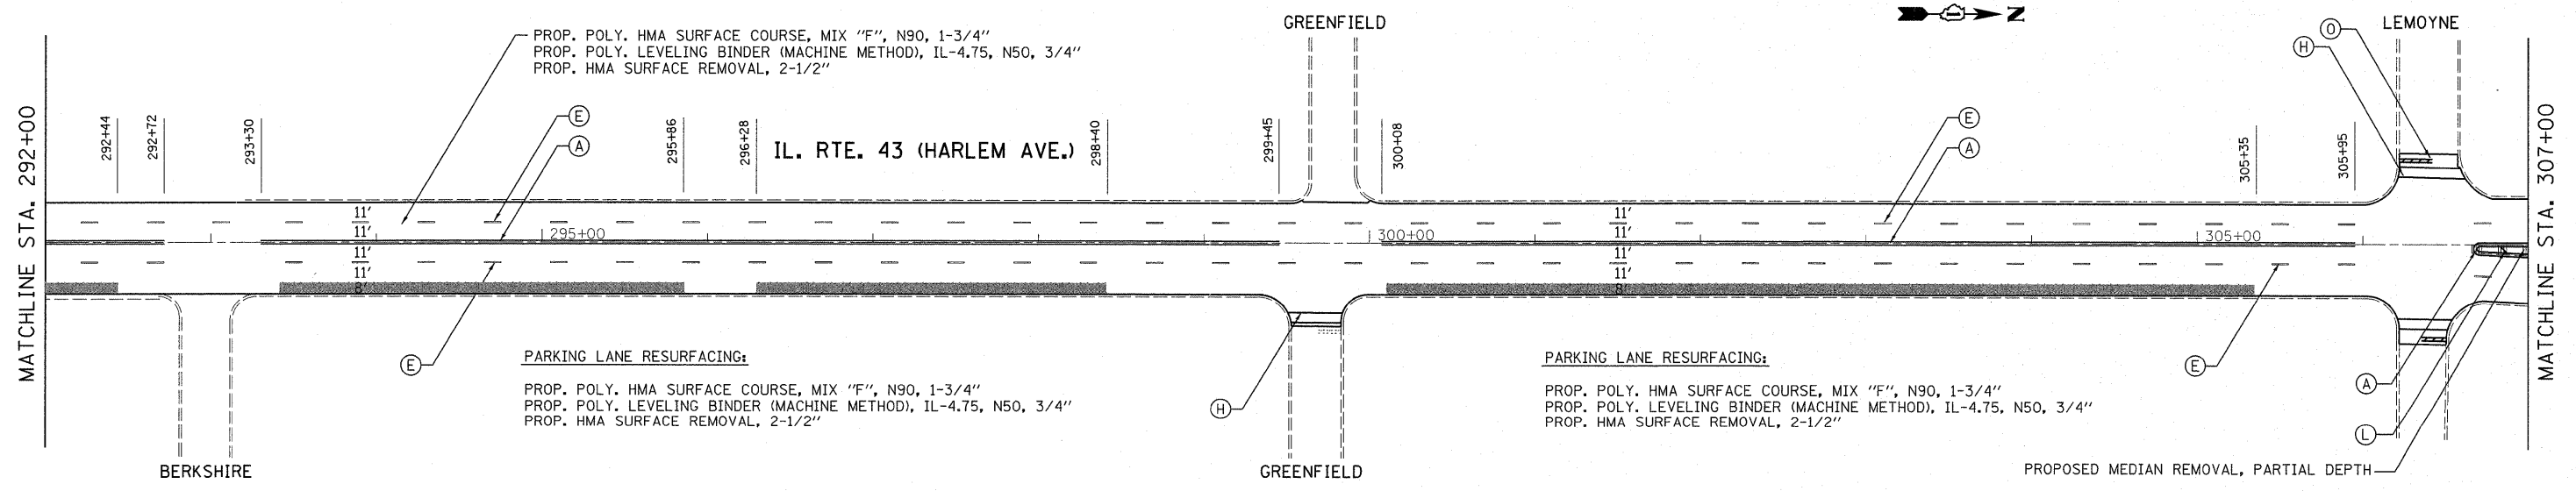 GREENFIELD
N
LEMOYNE
O
H
PROP. POLY. HMA SURFACE COURSE, MIX "F", N90, 1-3/4"
PROP. POLY. LEVELING BINDER (MACHINE METHOD), IL-4.75, N50, 3/4"
PROP. HMA SURFACE REMOVAL, 2-1/2"
MATCHLINE STA. 292+00
292+44
292+72
293+30
E
A
295+86
296+28
IL. RTE. 43 (HARLEM AVE.)
298+40
299+45
300+08
E
A
305+35
305+95
MATCHLINE STA. 307+00
11'
11'
11'
11'
8'
295+00
300+00
11'
11'
11'
11'
8'
305+00
E
PARKING LANE RESURFACING:
PROP. POLY. HMA SURFACE COURSE, MIX "F", N90, 1-3/4"
PROP. POLY. LEVELING BINDER (MACHINE METHOD), IL-4.75, N50, 3/4"
PROP. HMA SURFACE REMOVAL, 2-1/2"
H
PARKING LANE RESURFACING:
PROP. POLY. HMA SURFACE COURSE, MIX "F", N90, 1-3/4"
PROP. POLY. LEVELING BINDER (MACHINE METHOD), IL-4.75, N50, 3/4"
PROP. HMA SURFACE REMOVAL, 2-1/2"
E
A
L
BERKSHIRE
GREENFIELD
PROPOSED MEDIAN REMOVAL, PARTIAL DEPTH